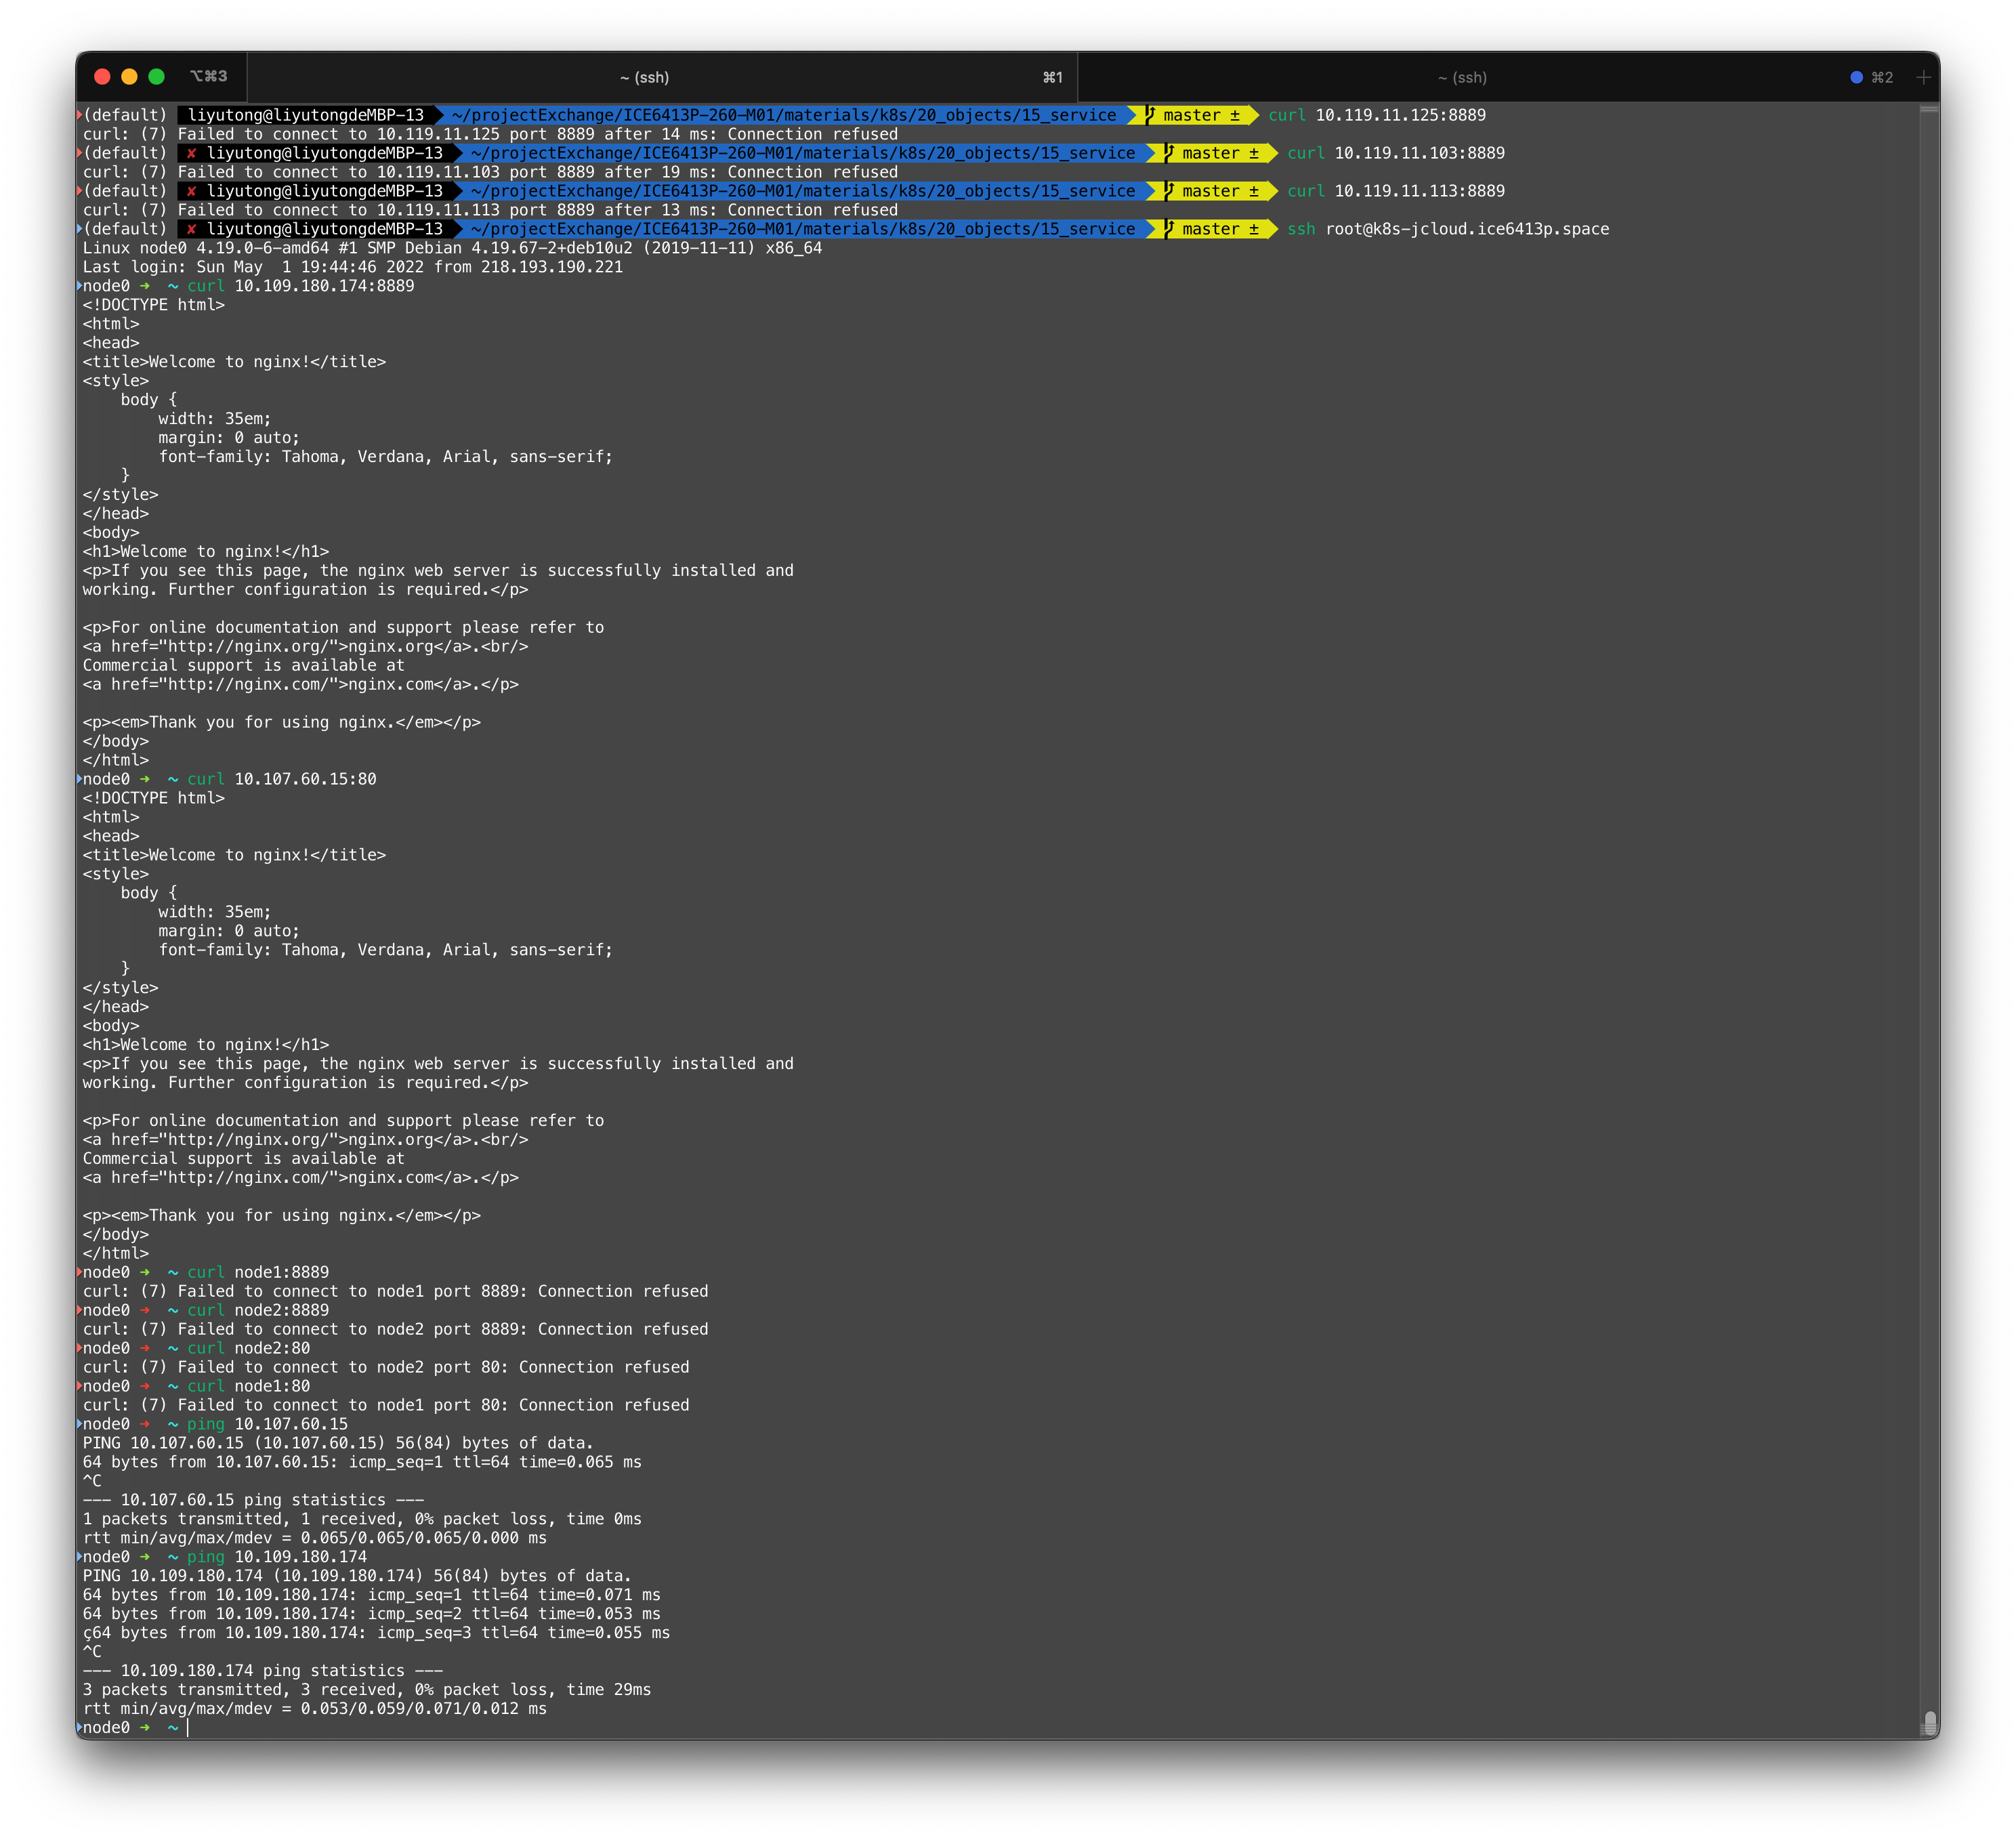 ⌥⌘3 ~ (ssh) ⌘1 ~ (ssh) ⌘2 +
(default) liyutong@liyutongdeMBP-13 ~/projectExchange/ICE6413P-260-M01/materials/k8s/20_objects/15_service master ± curl 10.119.11.125:8889
curl: (7) Failed to connect to 10.119.11.125 port 8889 after 14 ms: Connection refused
(default) ✘ liyutong@liyutongdeMBP-13 ~/projectExchange/ICE6413P-260-M01/materials/k8s/20_objects/15_service master ± curl 10.119.11.103:8889
curl: (7) Failed to connect to 10.119.11.103 port 8889 after 19 ms: Connection refused
(default) ✘ liyutong@liyutongdeMBP-13 ~/projectExchange/ICE6413P-260-M01/materials/k8s/20_objects/15_service master ± curl 10.119.11.113:8889
curl: (7) Failed to connect to 10.119.11.113 port 8889 after 13 ms: Connection refused
(default) ✘ liyutong@liyutongdeMBP-13 ~/projectExchange/ICE6413P-260-M01/materials/k8s/20_objects/15_service master ± ssh root@k8s-jcloud.ice6413p.space
Linux node0 4.19.0-6-amd64 #1 SMP Debian 4.19.67-2+deb10u2 (2019-11-11) x86_64
Last login: Sun May  1 19:44:46 2022 from 218.193.190.221
node0 ➜  ~ curl 10.109.180.174:8889
<!DOCTYPE html>
<html>
<head>
<title>Welcome to nginx!</title>
<style>
    body {
        width: 35em;
        margin: 0 auto;
        font-family: Tahoma, Verdana, Arial, sans-serif;
    }
</style>
</head>
<body>
<h1>Welcome to nginx!</h1>
<p>If you see this page, the nginx web server is successfully installed and
working. Further configuration is required.</p>

<p>For online documentation and support please refer to
<a href="http://nginx.org/">nginx.org</a>.<br/>
Commercial support is available at
<a href="http://nginx.com/">nginx.com</a>.</p>

<p><em>Thank you for using nginx.</em></p>
</body>
</html>
node0 ➜  ~ curl 10.107.60.15:80
<!DOCTYPE html>
<html>
<head>
<title>Welcome to nginx!</title>
<style>
    body {
        width: 35em;
        margin: 0 auto;
        font-family: Tahoma, Verdana, Arial, sans-serif;
    }
</style>
</head>
<body>
<h1>Welcome to nginx!</h1>
<p>If you see this page, the nginx web server is successfully installed and
working. Further configuration is required.</p>

<p>For online documentation and support please refer to
<a href="http://nginx.org/">nginx.org</a>.<br/>
Commercial support is available at
<a href="http://nginx.com/">nginx.com</a>.</p>

<p><em>Thank you for using nginx.</em></p>
</body>
</html>
node0 ➜  ~ curl node1:8889
curl: (7) Failed to connect to node1 port 8889: Connection refused
node0 ➜  ~ curl node2:8889
curl: (7) Failed to connect to node2 port 8889: Connection refused
node0 ➜  ~ curl node2:80
curl: (7) Failed to connect to node2 port 80: Connection refused
node0 ➜  ~ curl node1:80
curl: (7) Failed to connect to node1 port 80: Connection refused
node0 ➜  ~ ping 10.107.60.15
PING 10.107.60.15 (10.107.60.15) 56(84) bytes of data.
64 bytes from 10.107.60.15: icmp_seq=1 ttl=64 time=0.065 ms
^C
--- 10.107.60.15 ping statistics ---
1 packets transmitted, 1 received, 0% packet loss, time 0ms
rtt min/avg/max/mdev = 0.065/0.065/0.065/0.000 ms
node0 ➜  ~ ping 10.109.180.174
PING 10.109.180.174 (10.109.180.174) 56(84) bytes of data.
64 bytes from 10.109.180.174: icmp_seq=1 ttl=64 time=0.071 ms
64 bytes from 10.109.180.174: icmp_seq=2 ttl=64 time=0.053 ms
ç64 bytes from 10.109.180.174: icmp_seq=3 ttl=64 time=0.055 ms
^C
--- 10.109.180.174 ping statistics ---
3 packets transmitted, 3 received, 0% packet loss, time 29ms
rtt min/avg/max/mdev = 0.053/0.059/0.071/0.012 ms
node0 ➜  ~